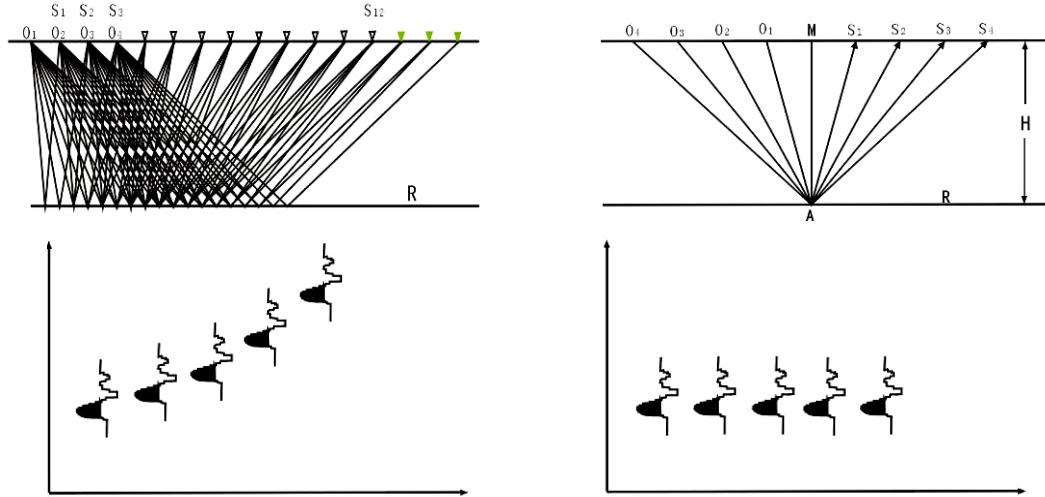 S₁ S₂ S₃ S₁₂
O₁ O₂ O₃ O₄
R
O₄ O₃ O₂ O₁ M S₁ S₂ S₃ S₄
H
R
A